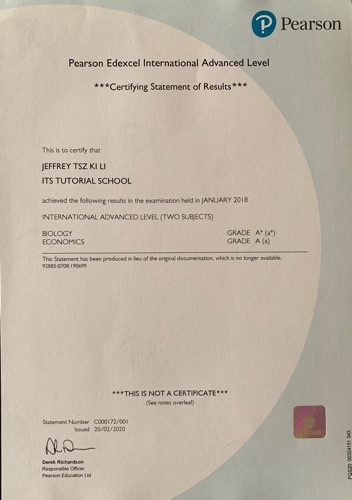 Pearson
Pearson Edexcel International Advanced Level
***Certifying Statement of Results***
This is to certify that
JEFFREY TSZ KI LI
ITS TUTORIAL SCHOOL
achieved the following results in the examination held in JANUARY 2018
INTERNATIONAL ADVANCED LEVEL (TWO SUBJECTS)
BIOLOGY GRADE A* (a*)
ECONOMICS GRADE A (a)
This Statement has been produced in lieu of the original documentation, which is no longer available.
92885:0708:190699
***THIS IS NOT A CERTIFICATE***
(See notes overleaf)
Statement Number C000172/001
Issued 20/02/2020
Derek Richardson
Responsible Officer
Pearson Education Ltd